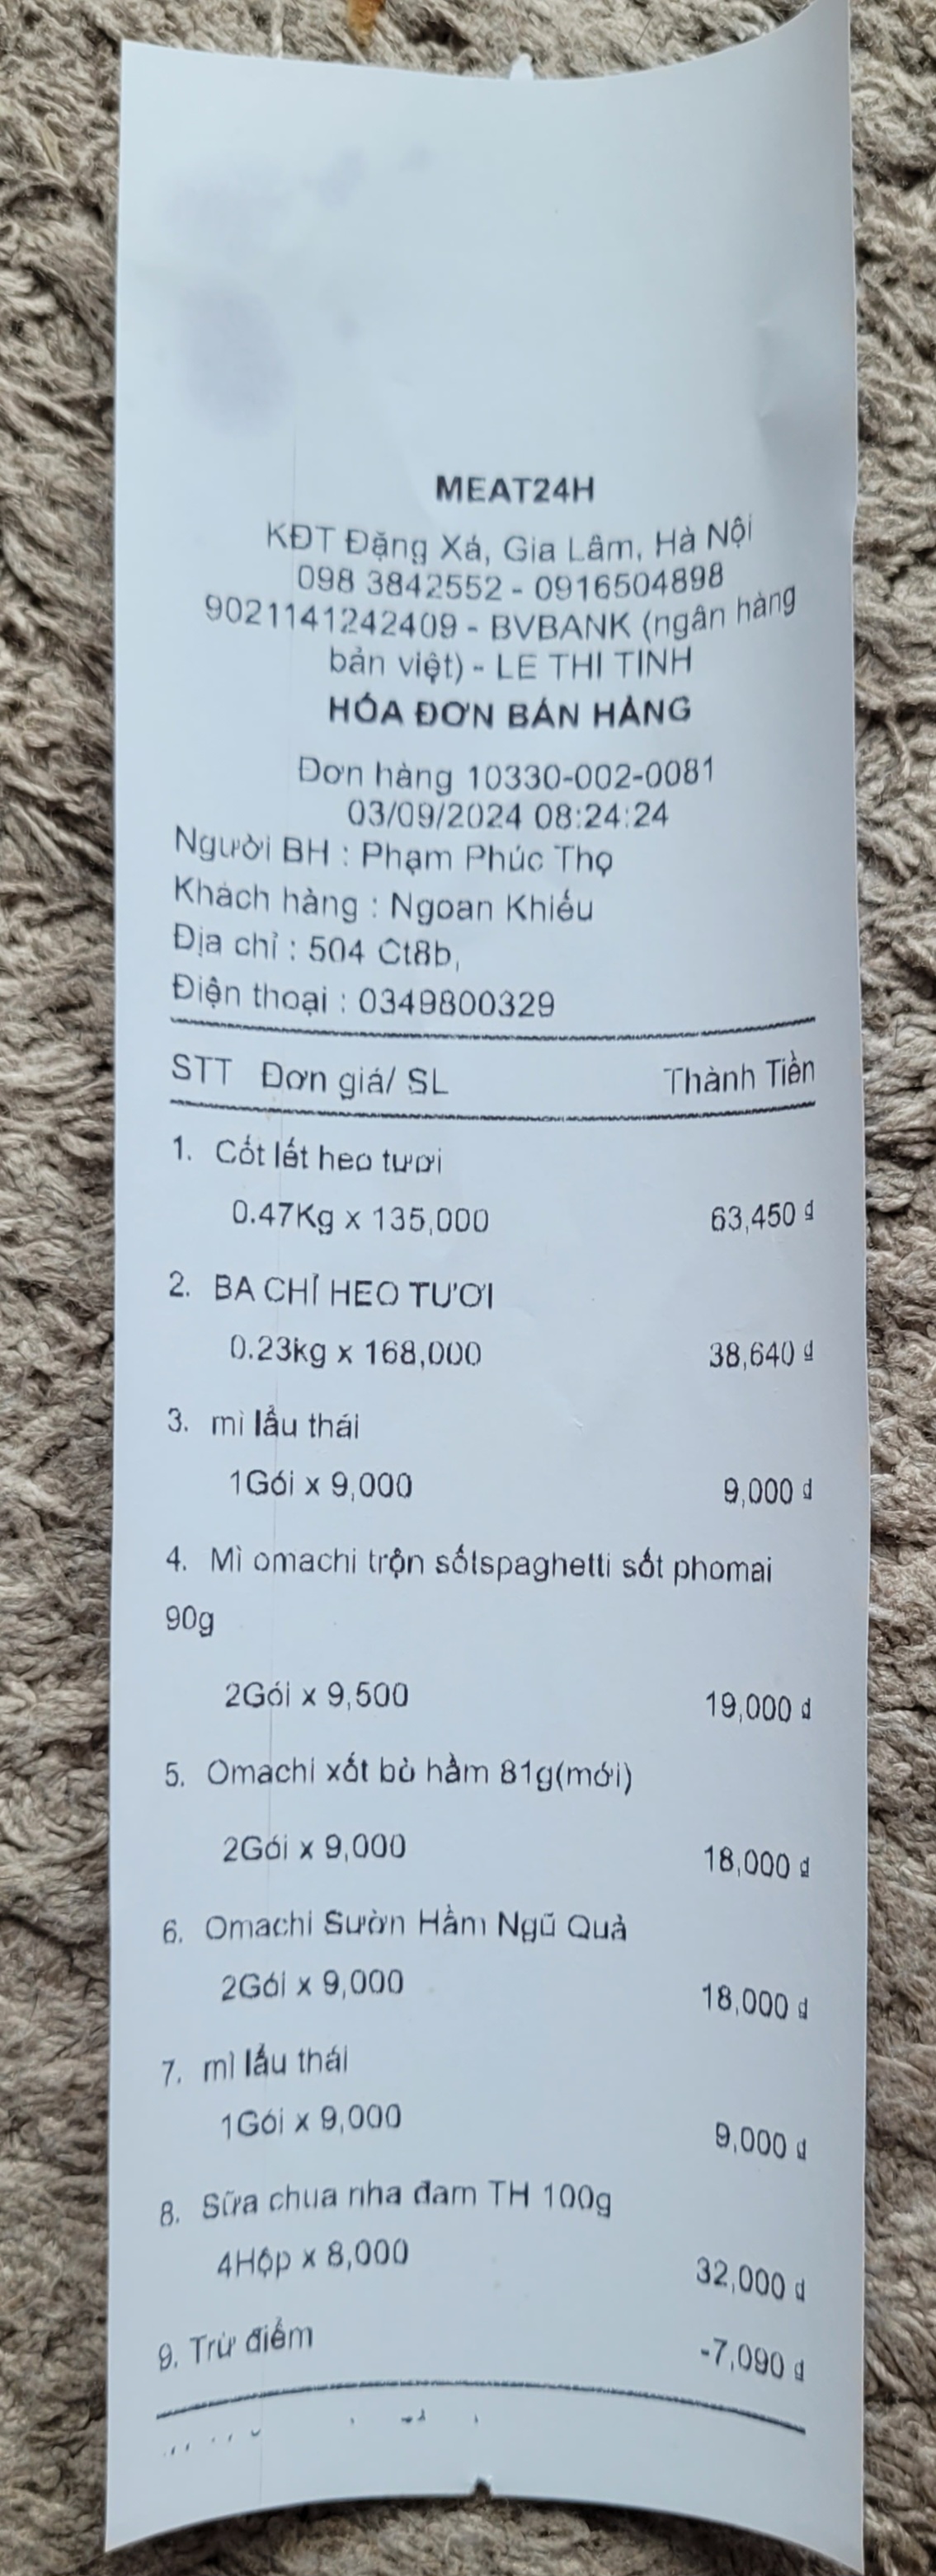 MEAT24H
KĐT Đặng Xá, Gia Lâm, Hà Nội
098 3842552 - 0916504898
9021141242409 - BVBANK (ngân hàng
bản việt) - LE THI TINH
HÓA ĐƠN BÁN HÀNG
Đơn hàng 10330-002-0081
03/09/2024 08:24:24
Người BH : Phạm Phúc Thọ
Khách hàng : Ngoan Khiếu
Địa chỉ : 504 Ct8b,
Điện thoại : 0349800329
STT Đơn giá/ SL Thành Tiền
1. Cốt lết heo tươi
0.47Kg x 135,000 63,450 đ
2. BA CHỈ HEO TƯƠI
0.23kg x 168,000 38,640 đ
3. mì lẩu thái
1Gói x 9,000 9,000 đ
4. Mì omachi trộn sốtspaghetti sốt phomai
90g
2Gói x 9,500 19,000 đ
5. Omachi xốt bò hầm 81g(mới)
2Gói x 9,000 18,000 đ
6. Omachi Sườn Hầm Ngũ Quả
2Gói x 9,000 18,000 đ
7. mì lẩu thái
1Gói x 9,000 9,000 đ
8. Sữa chua nha đam TH 100g
4Hộp x 8,000 32,000 đ
9. Trừ điểm -7,090 đ